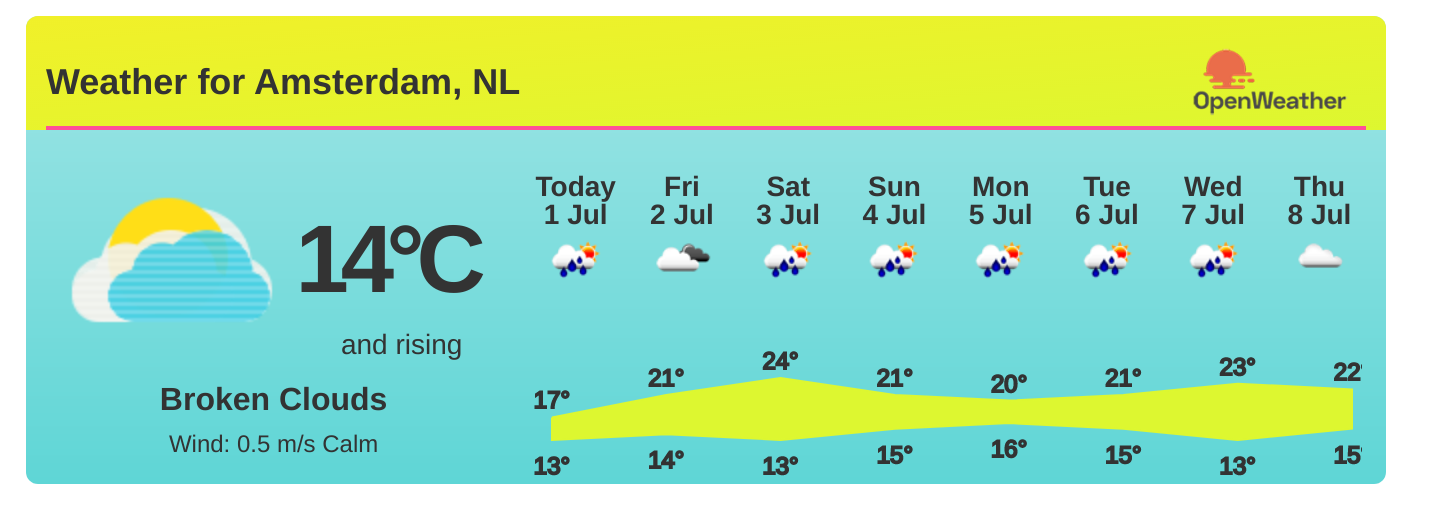 Weather for Amsterdam, NL
OpenWeather
14°C
and rising
Broken Clouds
Wind: 0.5 m/s Calm
Today Fri Sat Sun Mon Tue Wed Thu
1 Jul 2 Jul 3 Jul 4 Jul 5 Jul 6 Jul 7 Jul 8 Jul
17° 21° 24° 21° 20° 21° 23° 22°
13° 14° 13° 15° 16° 15° 13° 15°